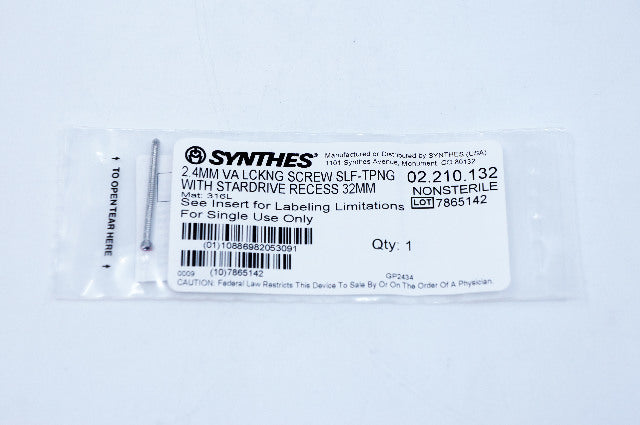 SYNTHES®
Manufactured or Distributed by SYNTHES (USA)
1101 Synthes Avenue, Monument, CO 80132
2.4MM VA LCKNG SCREW SLF-TPNG
WITH STARDRIVE RECESS 32MM
02.210.132
NONSTERILE
LOT 7865142
Mat: 316L
See Insert for Labeling Limitations
For Single Use Only
(01)10886982053091
Qty: 1
(10)7865142
0009
GP2434
CAUTION: Federal Law Restricts This Device To Sale By Or On The Order Of A Physician.
TO OPEN TEAR HERE